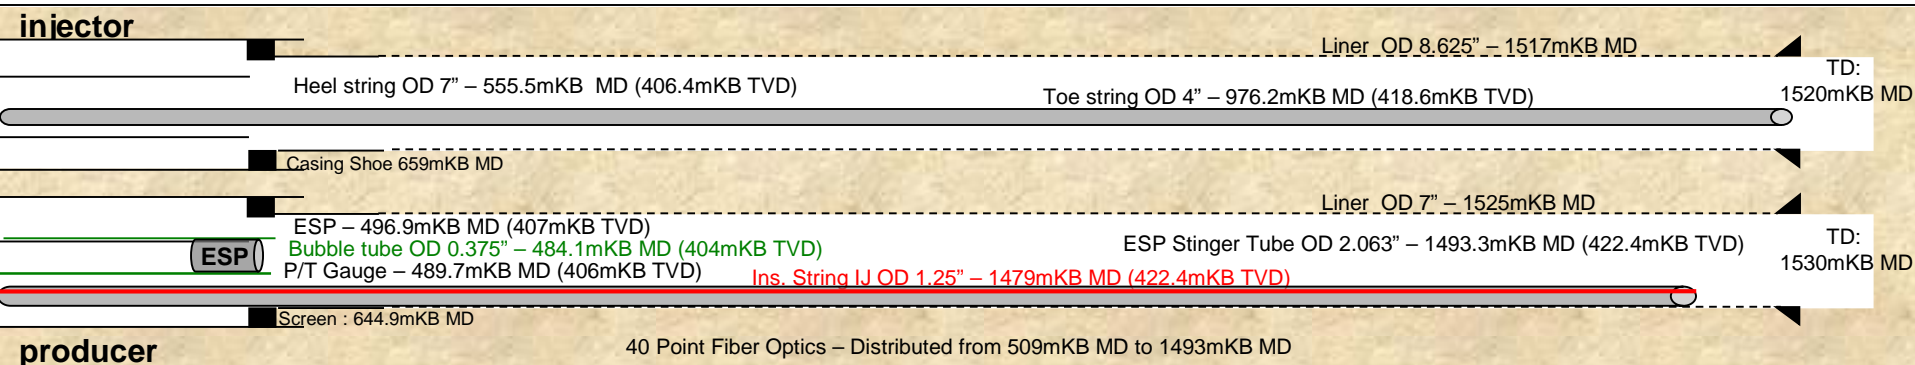 injector
Liner OD 8.625” – 1517mKB MD
TD:
1520mKB MD
Heel string OD 7” – 555.5mKB MD (406.4mKB TVD)
Toe string OD 4” – 976.2mKB MD (418.6mKB TVD)
Casing Shoe 659mKB MD
Liner OD 7” – 1525mKB MD
ESP – 496.9mKB MD (407mKB TVD)
ESP
Bubble tube OD 0.375” – 484.1mKB MD (404mKB TVD)
ESP Stinger Tube OD 2.063” – 1493.3mKB MD (422.4mKB TVD)
TD:
1530mKB MD
P/T Gauge – 489.7mKB MD (406mKB TVD)
Ins. String IJ OD 1.25” – 1479mKB MD (422.4mKB TVD)
Screen : 644.9mKB MD
producer
40 Point Fiber Optics – Distributed from 509mKB MD to 1493mKB MD